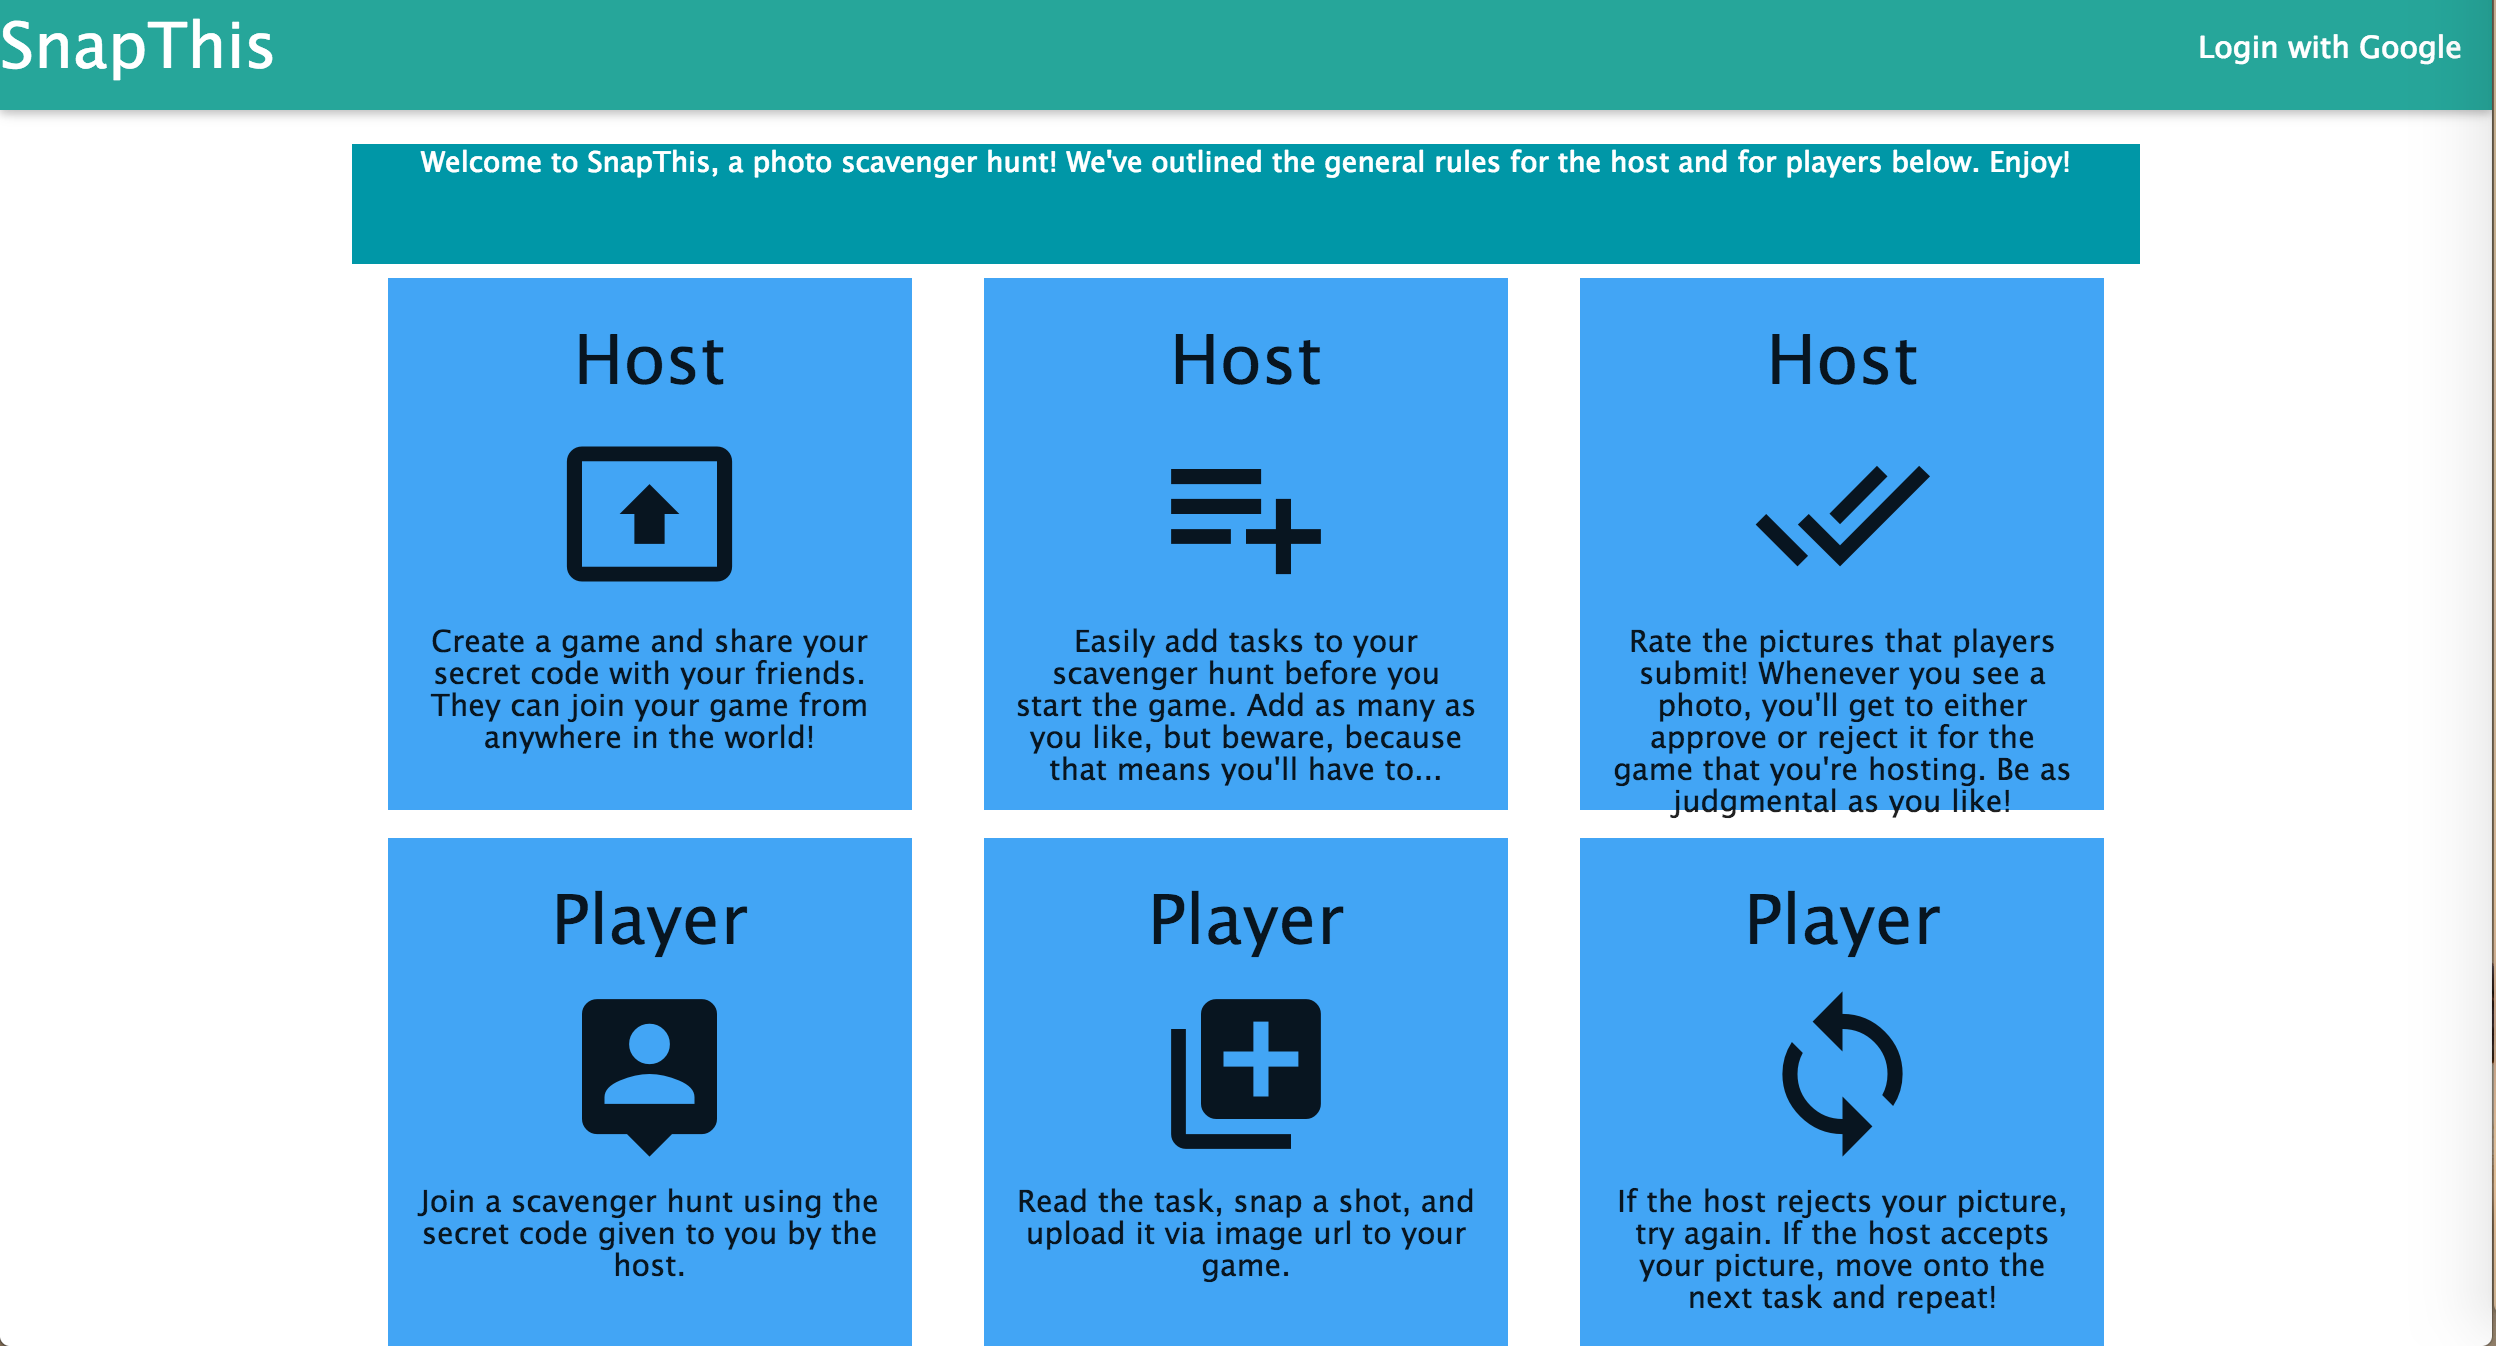 SnapThis
Login with Google
Welcome to SnapThis, a photo scavenger hunt! We've outlined the general rules for the host and for players below. Enjoy!
Host
Create a game and share your
secret code with your friends.
They can join your game from
anywhere in the world!
Host
Easily add tasks to your
scavenger hunt before you
start the game. Add as many as
you like, but beware, because
that means you'll have to...
Host
Rate the pictures that players
submit! Whenever you see a
photo, you'll get to either
approve or reject it for the
game that you're hosting. Be as
judgmental as you like!
Player
Join a scavenger hunt using the
secret code given to you by the
host.
Player
Read the task, snap a shot, and
upload it via image url to your
game.
Player
If the host rejects your picture,
try again. If the host accepts
your picture, move onto the
next task and repeat!